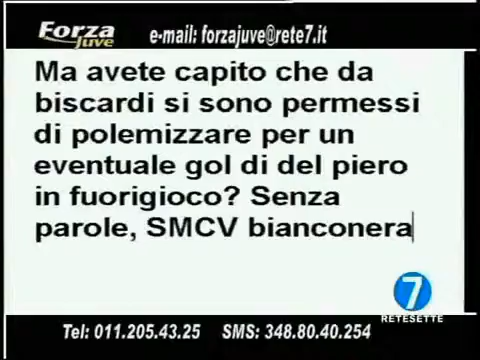 Forza
Juve
e-mail: forzajuve@rete7.it
Ma avete capito che da
biscardi si sono permessi
di polemizzare per un
eventuale gol di del piero
in fuorigioco? Senza
parole, SMCV bianconera
7
RETESETTE
Tel: 011.205.43.25 SMS: 348.80.40.254